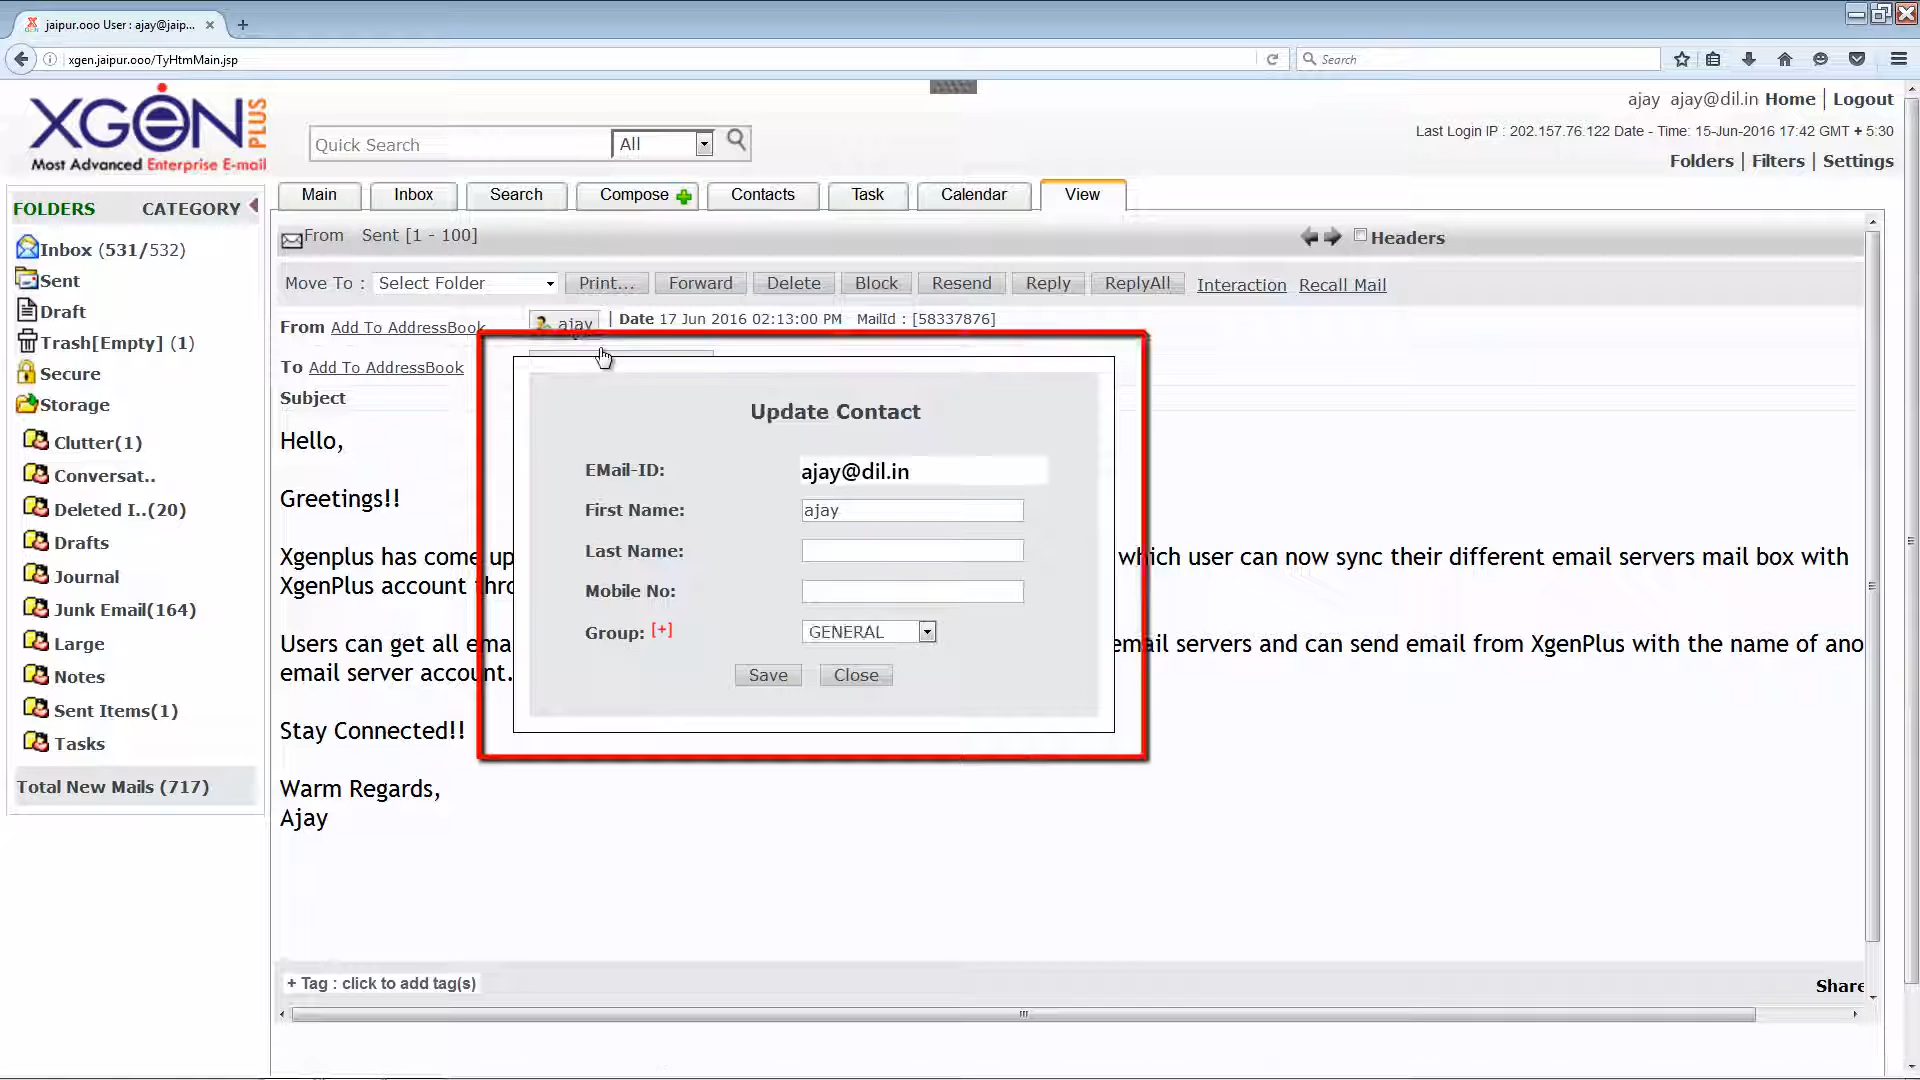 jaipur.ooo User : ajay@jaip...
xgen.jaipur.ooo/TyHtmMain.jsp
Search
XGEN PLUS
Most Advanced Enterprise E-mail
Quick Search
All
ajay ajay@dil.in Home | Logout
Last Login IP : 202.157.76.122 Date - Time: 15-Jun-2016 17:42 GMT + 5:30
Folders | Filters | Settings
Main
Inbox
Search
Compose
Contacts
Task
Calendar
View
FOLDERS
CATEGORY
Inbox (531/532)
Sent
Draft
Trash[Empty] (1)
Secure
Storage
Clutter(1)
Conversat..
Deleted I..(20)
Drafts
Journal
Junk Email(164)
Large
Notes
Sent Items(1)
Tasks
Total New Mails (717)
From Sent [1 - 100]
Headers
Move To : Select Folder
Print...
Forward
Delete
Block
Resend
Reply
ReplyAll
Interaction
Recall Mail
From Add To AddressBook
ajay | Date 17 Jun 2016 02:13:00 PM MailId : [58337876]
To Add To AddressBook
Subject
Hello,
Greetings!!
Xgenplus has come up which user can now sync their different email servers mail box with
XgenPlus account thro
Users can get all ema email servers and can send email from XgenPlus with the name of ano
email server account.
Stay Connected!!
Warm Regards,
Ajay
Update Contact
EMail-ID: ajay@dil.in
First Name: ajay
Last Name:
Mobile No:
Group: [+] GENERAL
Save
Close
+ Tag : click to add tag(s)
Share